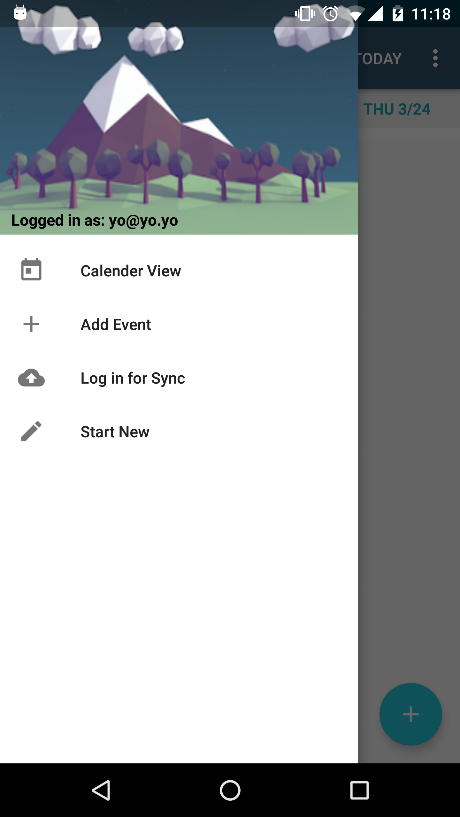 11:18
TODAY
THU 3/24
Logged in as: yo@yo.yo
Calender View
Add Event
Log in for Sync
Start New